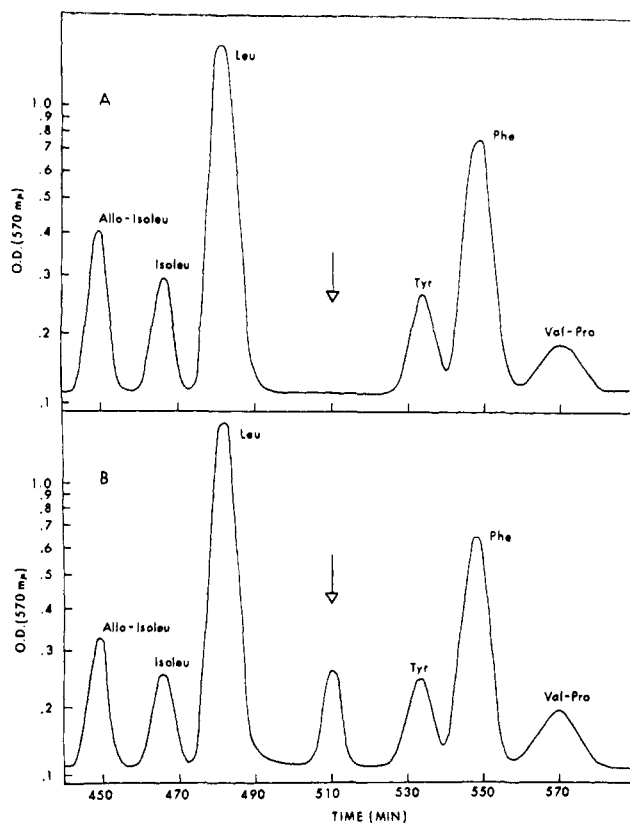 A
Leu
Phe
Allo-Isoleu
Isoleu
Tyr
Val-Pro
1.0
.9
.8
7
.5
.4
.3
.2
.1
O.D.(570 mμ)
B
Leu
Phe
Allo-Isoleu
Isoleu
Tyr
Val-Pro
1.0
.9
.8
.7
.6
.5
.4
.3
.2
.1
O.D.(570 mμ)
450
470
490
510
530
550
570
TIME (MIN)